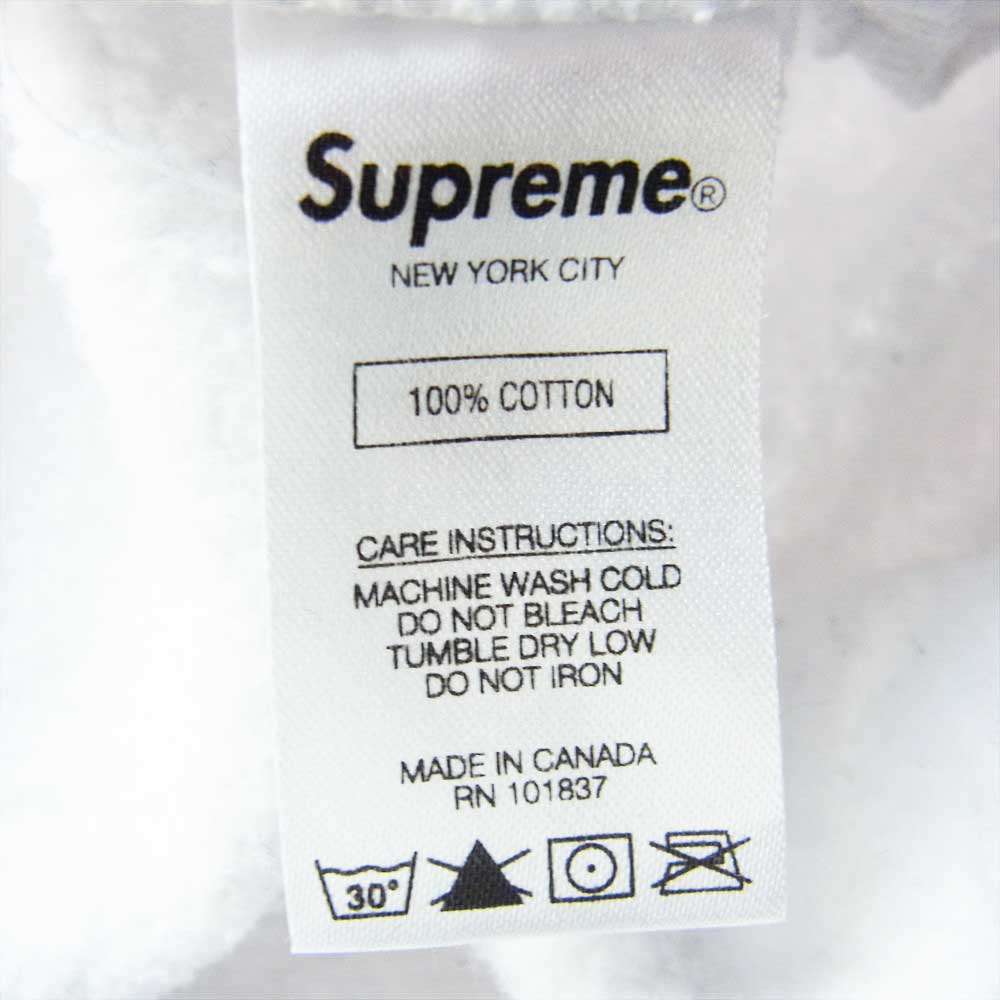 Supreme®
NEW YORK CITY
100% COTTON
CARE INSTRUCTIONS:
MACHINE WASH COLD
DO NOT BLEACH
TUMBLE DRY LOW
DO NOT IRON
MADE IN CANADA
RN 101837
30°